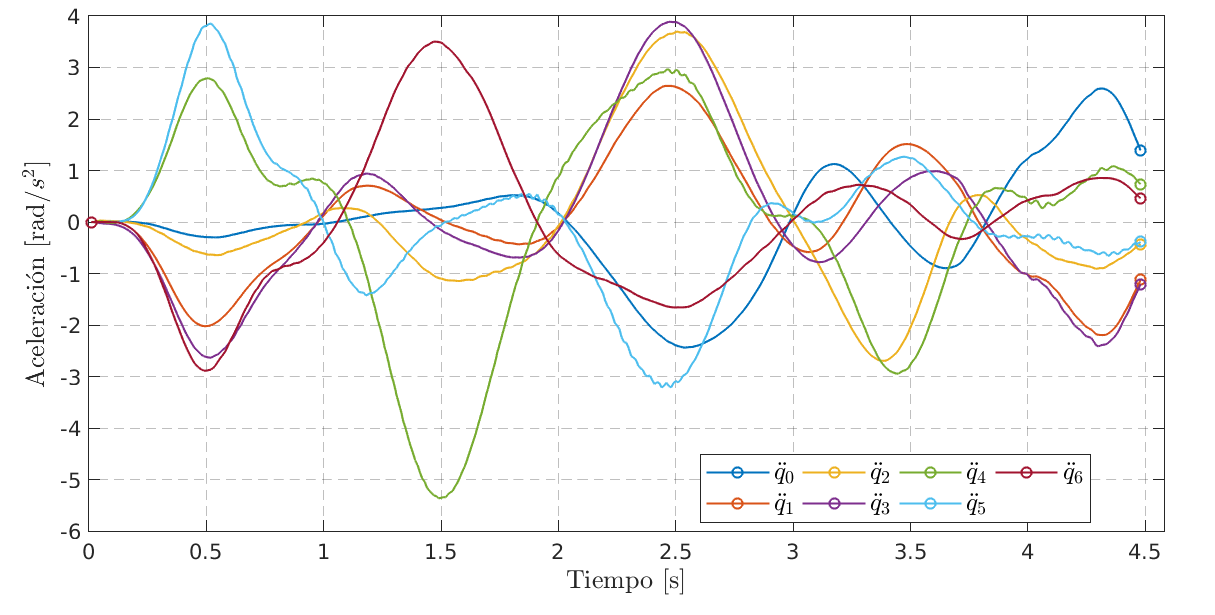 4
3
2
1
0
-1
-2
-3
-4
-5
-6
Aceleración [rad/s²]
0 0.5 1 1.5 2 2.5 3 3.5 4 4.5
Tiempo [s]
q̈₀ q̈₂ q̈₄ q̈₆
q̈₁ q̈₃ q̈₅